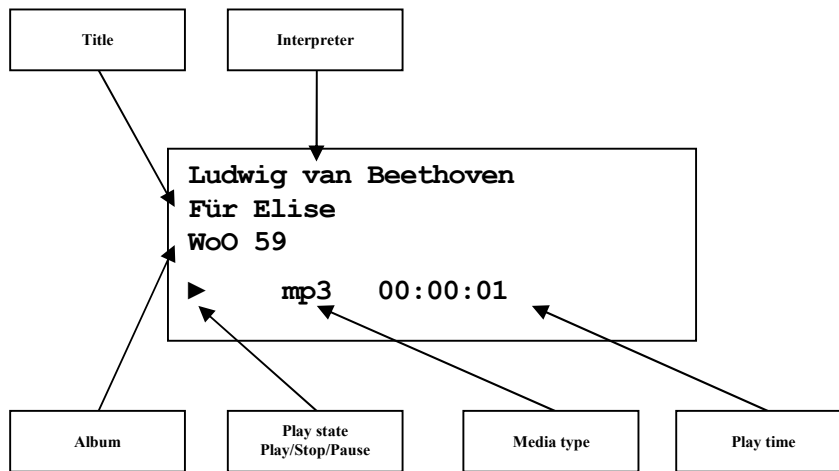 Title
Interpreter
Ludwig van Beethoven
Für Elise
WoO 59
► mp3 00:00:01
Album
Play state
Play/Stop/Pause
Media type
Play time